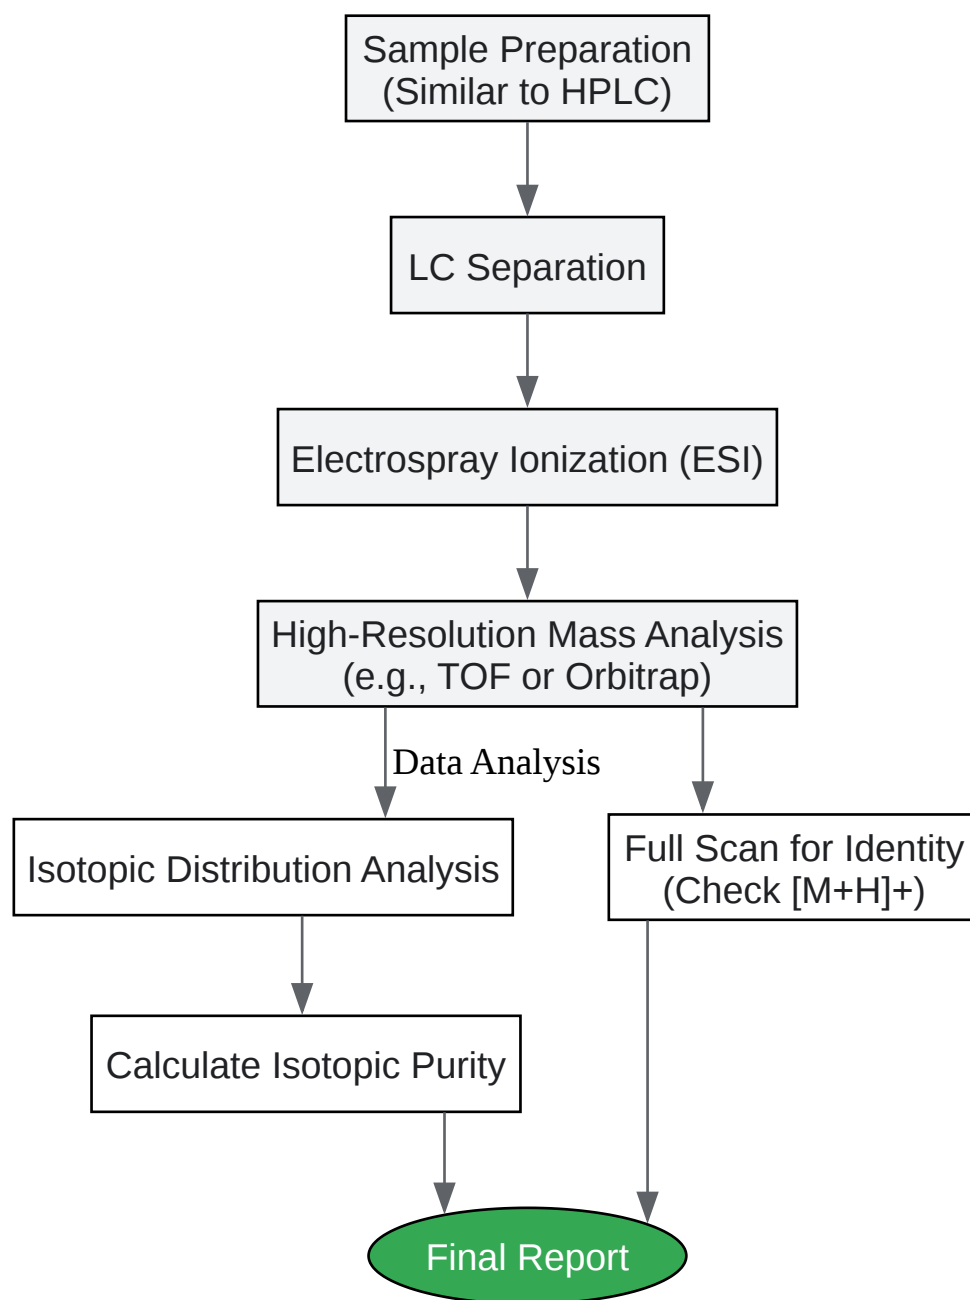 Sample Preparation
(Similar to HPLC)
LC Separation
Electrospray Ionization (ESI)
High-Resolution Mass Analysis
(e.g., TOF or Orbitrap)
Data Analysis
Isotopic Distribution Analysis
Full Scan for Identity
(Check [M+H]+)
Calculate Isotopic Purity
Final Report